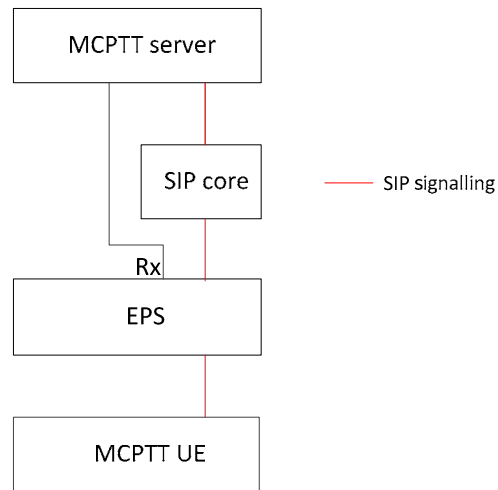 MCPTT server
SIP core
SIP signalling
Rx
EPS
MCPTT UE